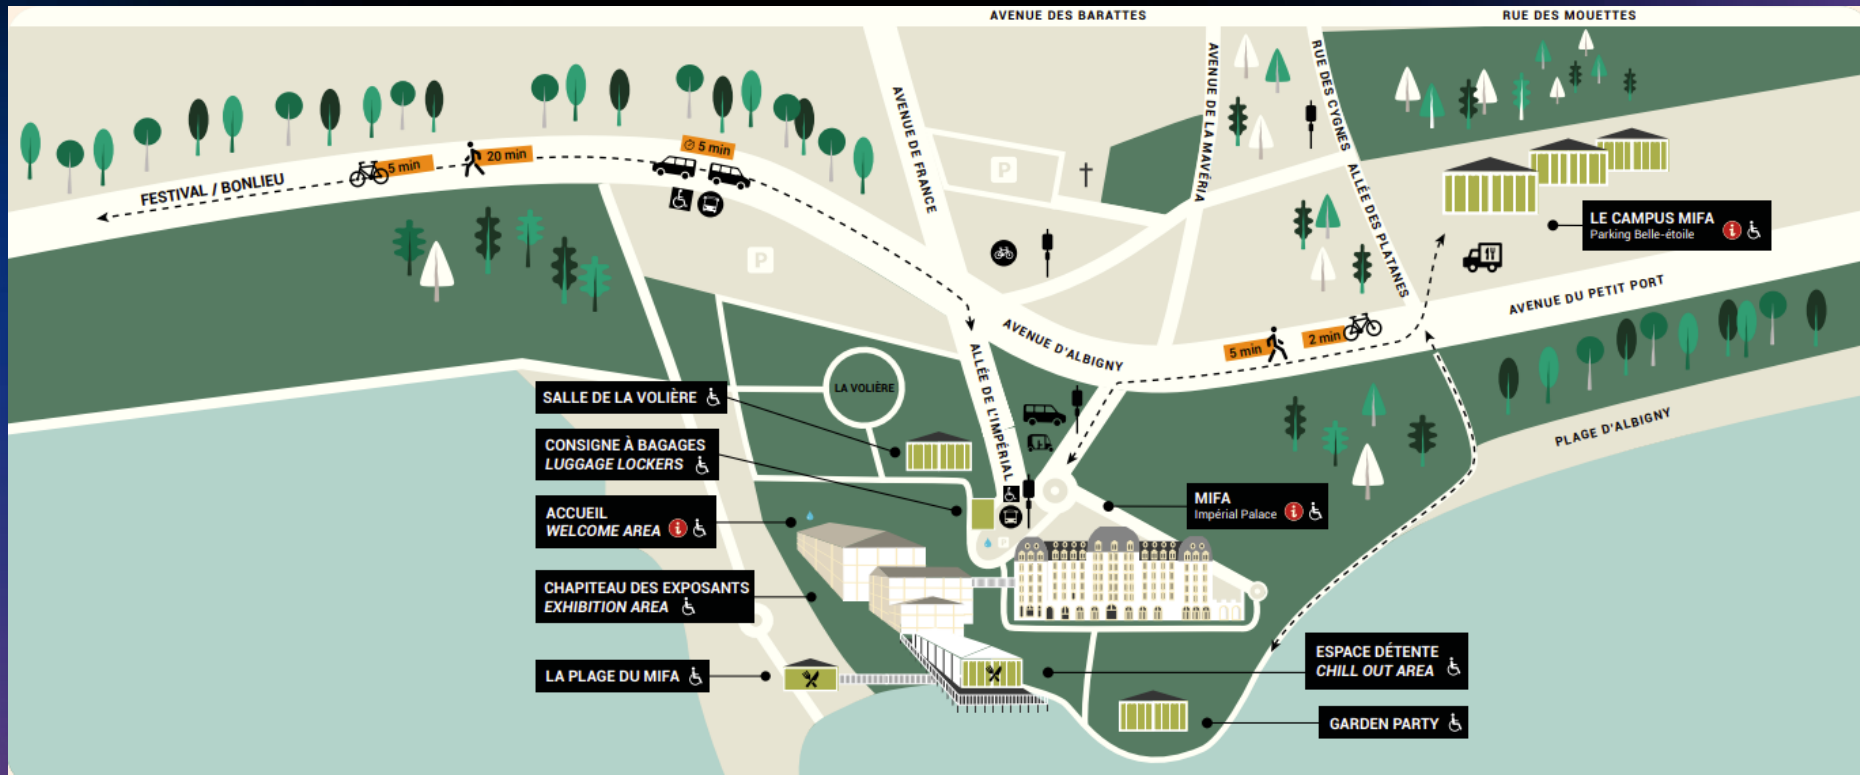 AVENUE DES BARATTES
RUE DES MOUETTES
AVENUE DE FRANCE
AVENUE DE LA MAVÉRIA
RUE DES CYGNES
ALLÉE DES PLATANES
P
P
5 min
20 min
5 min
FESTIVAL / BONLIEU
LE CAMPUS MIFA
Parking Belle-étoile
i
AVENUE DU PETIT PORT
AVENUE D'ALBIGNY
5 min
2 min
ALLÉE DE L'IMPÉRIAL
LA VOLIÈRE
PLAGE D'ALBIGNY
SALLE DE LA VOLIÈRE
CONSIGNE À BAGAGES
LUGGAGE LOCKERS
ACCUEIL
WELCOME AREA i
MIFA
Impérial Palace i
P
CHAPITEAU DES EXPOSANTS
EXHIBITION AREA
LA PLAGE DU MIFA
ESPACE DÉTENTE
CHILL OUT AREA
GARDEN PARTY